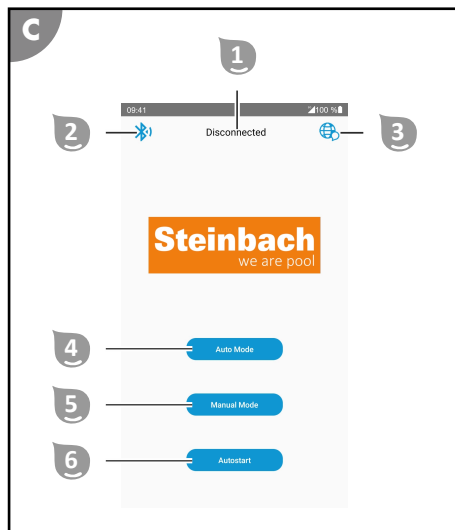 C
1
09:41 100 %
2 Disconnected 3
Steinbach
we are pool
4 Auto Mode
5 Manual Mode
6 Autostart